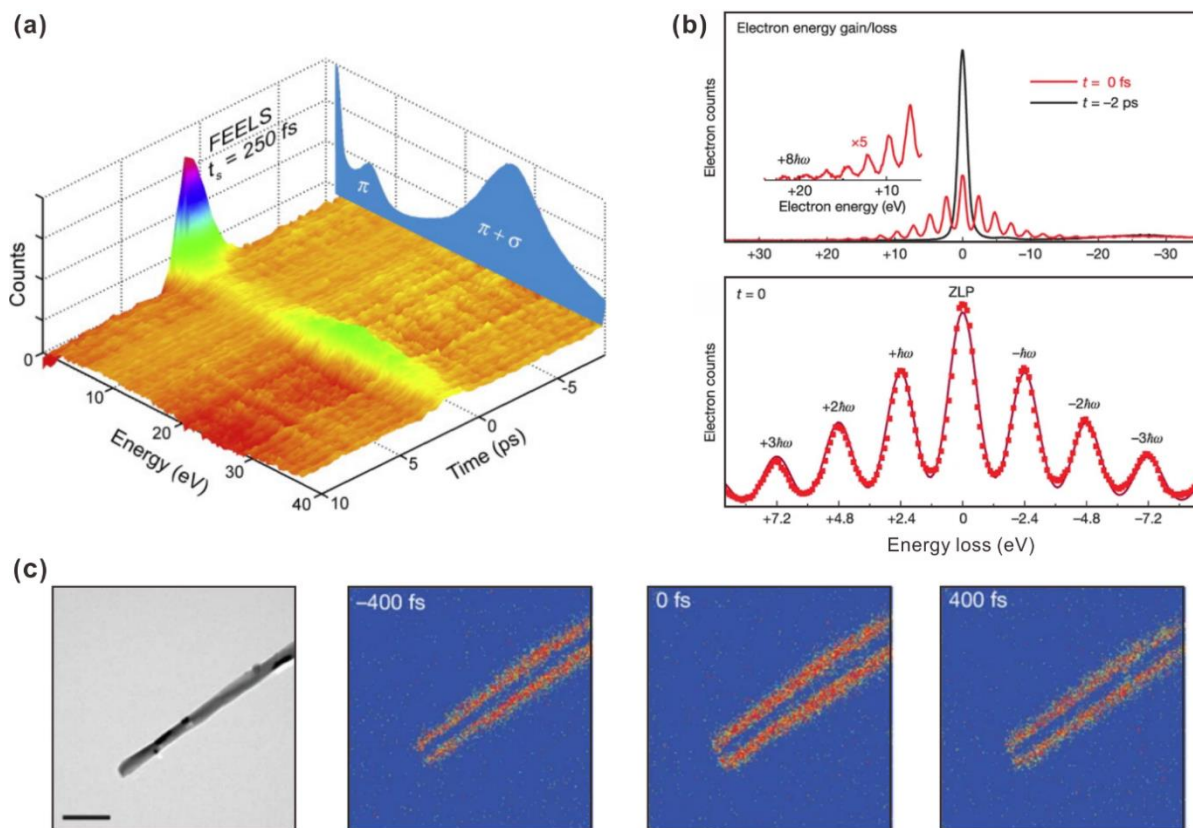 (a)
FEELS
tₛ = 250 fs
π
π + σ
Counts
0
10
20
30
40
Energy (eV)
10
5
0
-5
Time (ps)
(b)
Electron energy gain/loss
t = 0 fs
t = −2 ps
×5
+8ħω
+20 +10
Electron energy (eV)
Electron counts
+30 +20 +10 0 -10 -20 -30
t = 0
ZLP
+ħω
−ħω
+2ħω
−2ħω
+3ħω
−3ħω
Electron counts
+7.2 +4.8 +2.4 0 −2.4 −4.8 −7.2
Energy loss (eV)
(c)
−400 fs
0 fs
400 fs